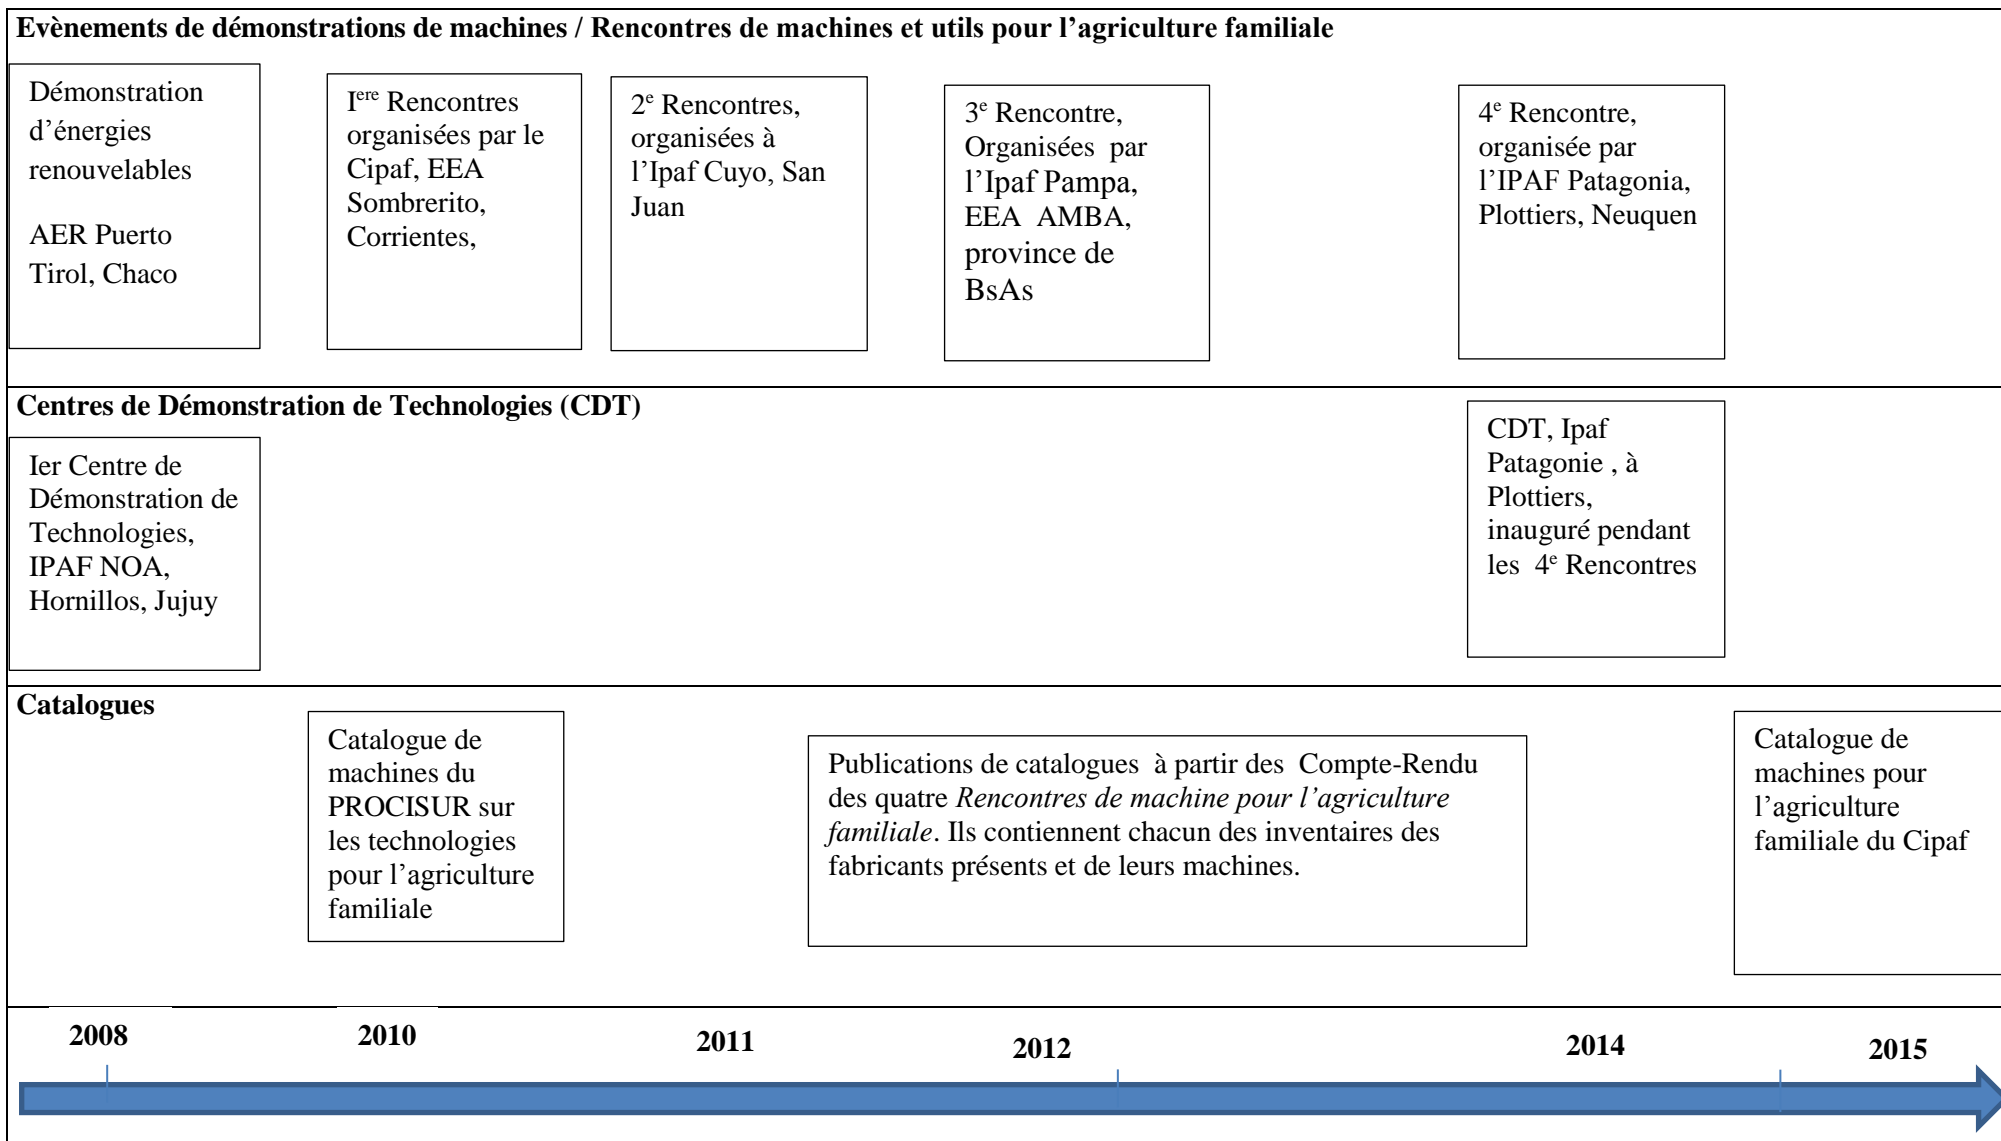 Evènements de démonstrations de machines / Rencontres de machines et utils pour l’agriculture familiale
Démonstration
d’énergies
renouvelables
AER Puerto
Tirol, Chaco
Iere Rencontres
organisées par le
Cipaf, EEA
Sombrerito,
Corrientes,
2e Rencontres,
organisées à
l’Ipaf Cuyo, San
Juan
3e Rencontre,
Organisées par
l’Ipaf Pampa,
EEA AMBA,
province de
BsAs
4e Rencontre,
organisée par
l’IPAF Patagonia,
Plottiers, Neuquen
Centres de Démonstration de Technologies (CDT)
Ier Centre de
Démonstration de
Technologies,
IPAF NOA,
Hornillos, Jujuy
CDT, Ipaf
Patagonie , à
Plottiers,
inauguré pendant
les 4e Rencontres
Catalogues
Catalogue de
machines du
PROCISUR sur
les technologies
pour l’agriculture
familiale
Publications de catalogues à partir des Compte-Rendu
des quatre Rencontres de machine pour l’agriculture
familiale. Ils contiennent chacun des inventaires des
fabricants présents et de leurs machines.
Catalogue de
machines pour
l’agriculture
familiale du Cipaf
2008
2010
2011
2012
2014
2015